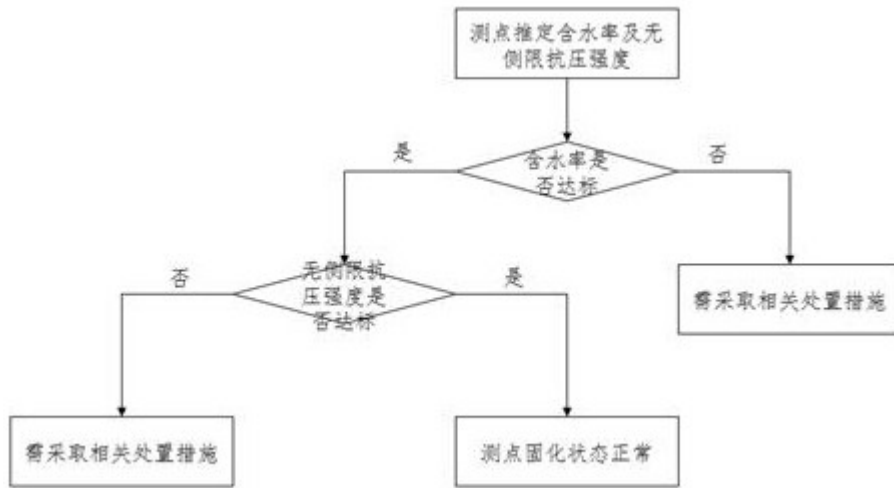 测点推定含水率及无
侧限抗压强度
是
含水率是
否达标
否
否
无侧限抗
压强度是
否达标
是
需采取相关处置措施
需采取相关处置措施
测点固化状态正常